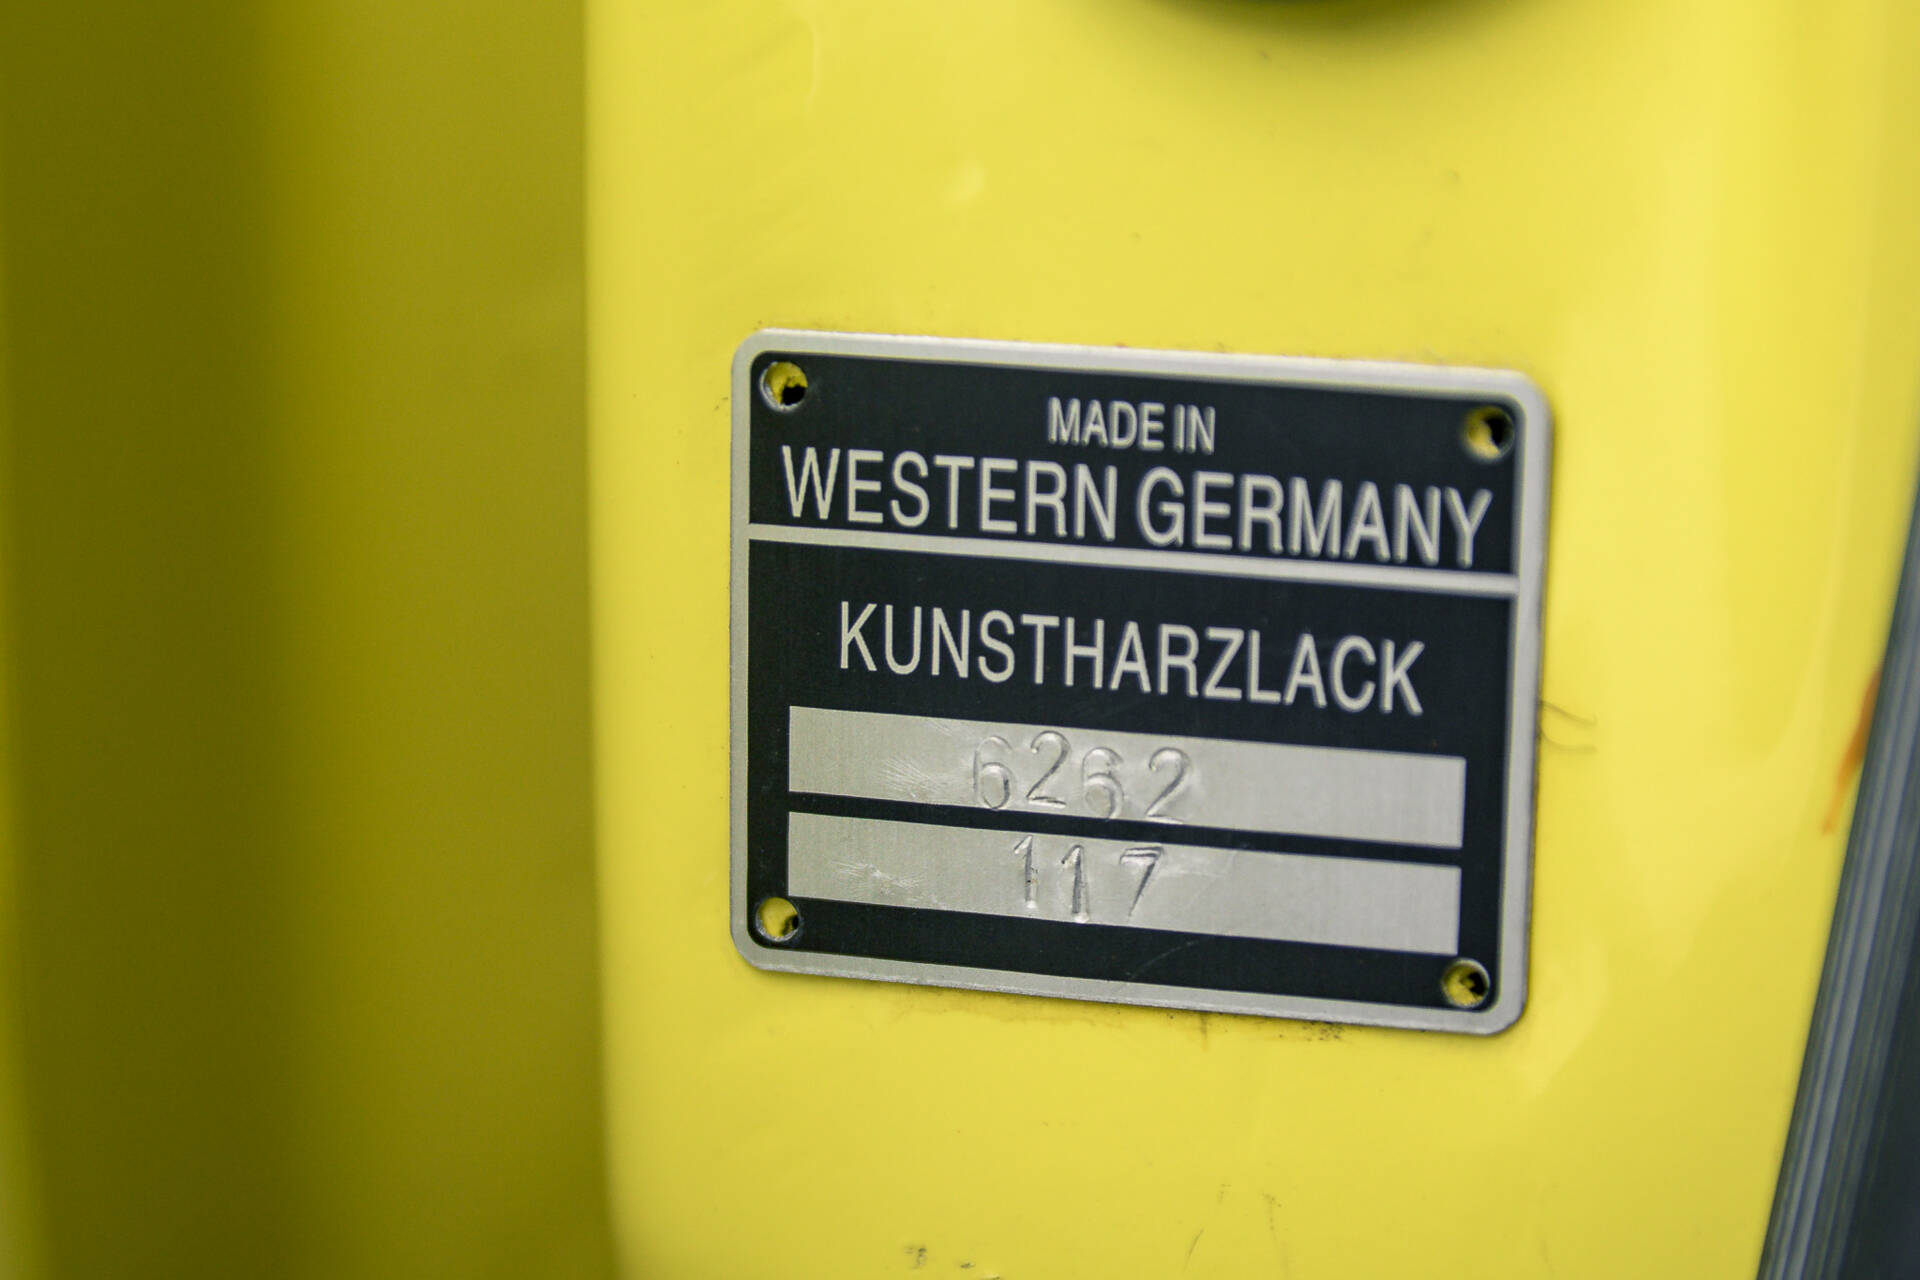 MADE IN
WESTERN GERMANY
KUNSTHARZLACK
6262
117